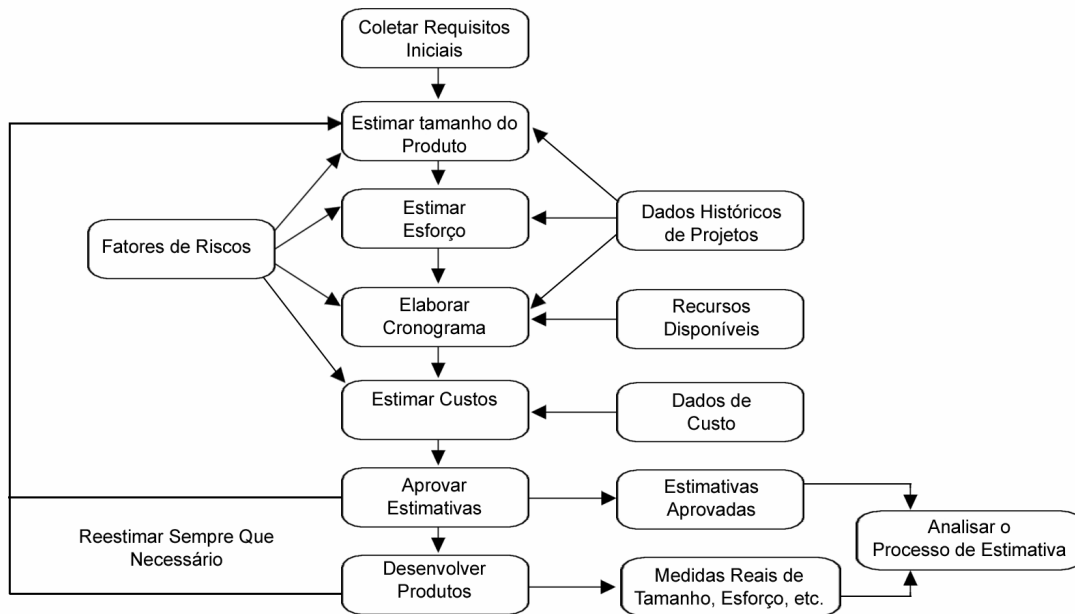 Coletar Requisitos
Iniciais
Estimar tamanho do
Produto
Estimar
Esforço
Fatores de Riscos
Dados Históricos
de Projetos
Elaborar
Cronograma
Recursos
Disponíveis
Estimar Custos
Dados de
Custo
Aprovar
Estimativas
Estimativas
Aprovadas
Reestimar Sempre Que
Necessário
Analisar o
Processo de Estimativa
Desenvolver
Produtos
Medidas Reais de
Tamanho, Esforço, etc.